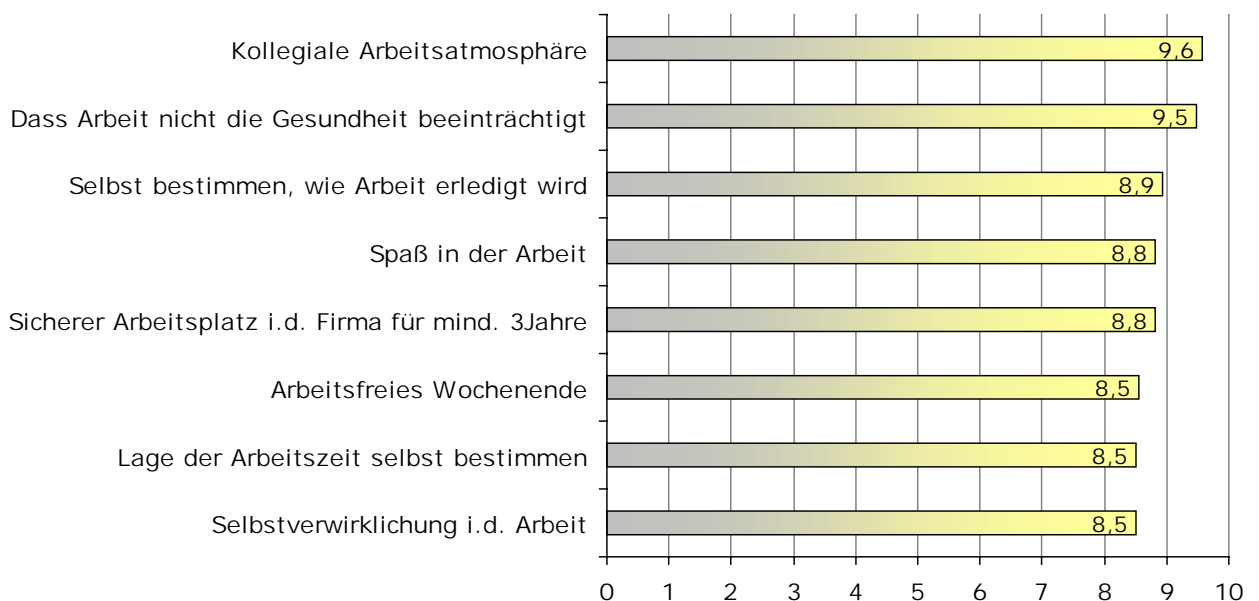 Kollegiale Arbeitsatmosphäre 9,6
Dass Arbeit nicht die Gesundheit beeinträchtigt 9,5
Selbst bestimmen, wie Arbeit erledigt wird 8,9
Spaß in der Arbeit 8,8
Sicherer Arbeitsplatz i.d. Firma für mind. 3Jahre 8,8
Arbeitsfreies Wochenende 8,5
Lage der Arbeitszeit selbst bestimmen 8,5
Selbstverwirklichung i.d. Arbeit 8,5
0 1 2 3 4 5 6 7 8 9 10